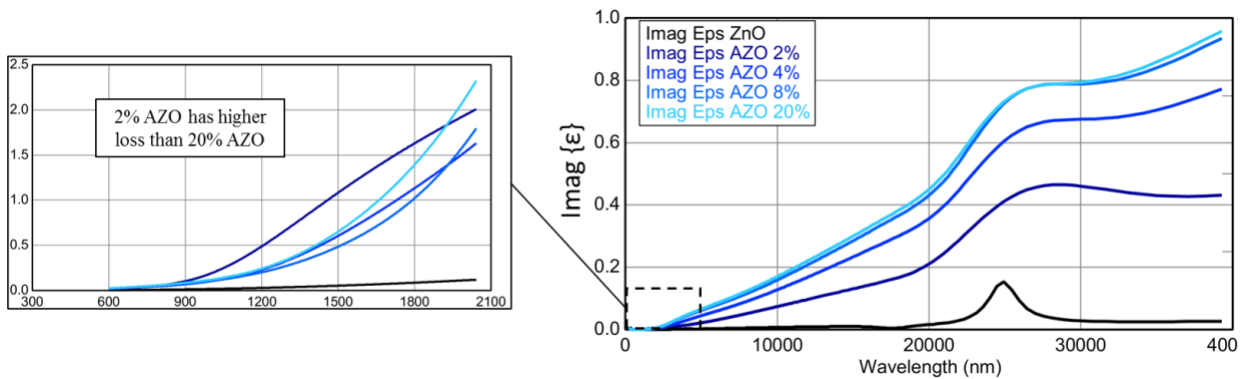 2.5
2.0
1.5
1.0
0.5
0.0
300 600 900 1200 1500 1800 2100
2% AZO has higher
loss than 20% AZO
1.0
0.8
0.6
0.4
0.2
0.0
Imag {ε}
Imag Eps ZnO
Imag Eps AZO 2%
Imag Eps AZO 4%
Imag Eps AZO 8%
Imag Eps AZO 20%
0 10000 20000 30000 400
Wavelength (nm)